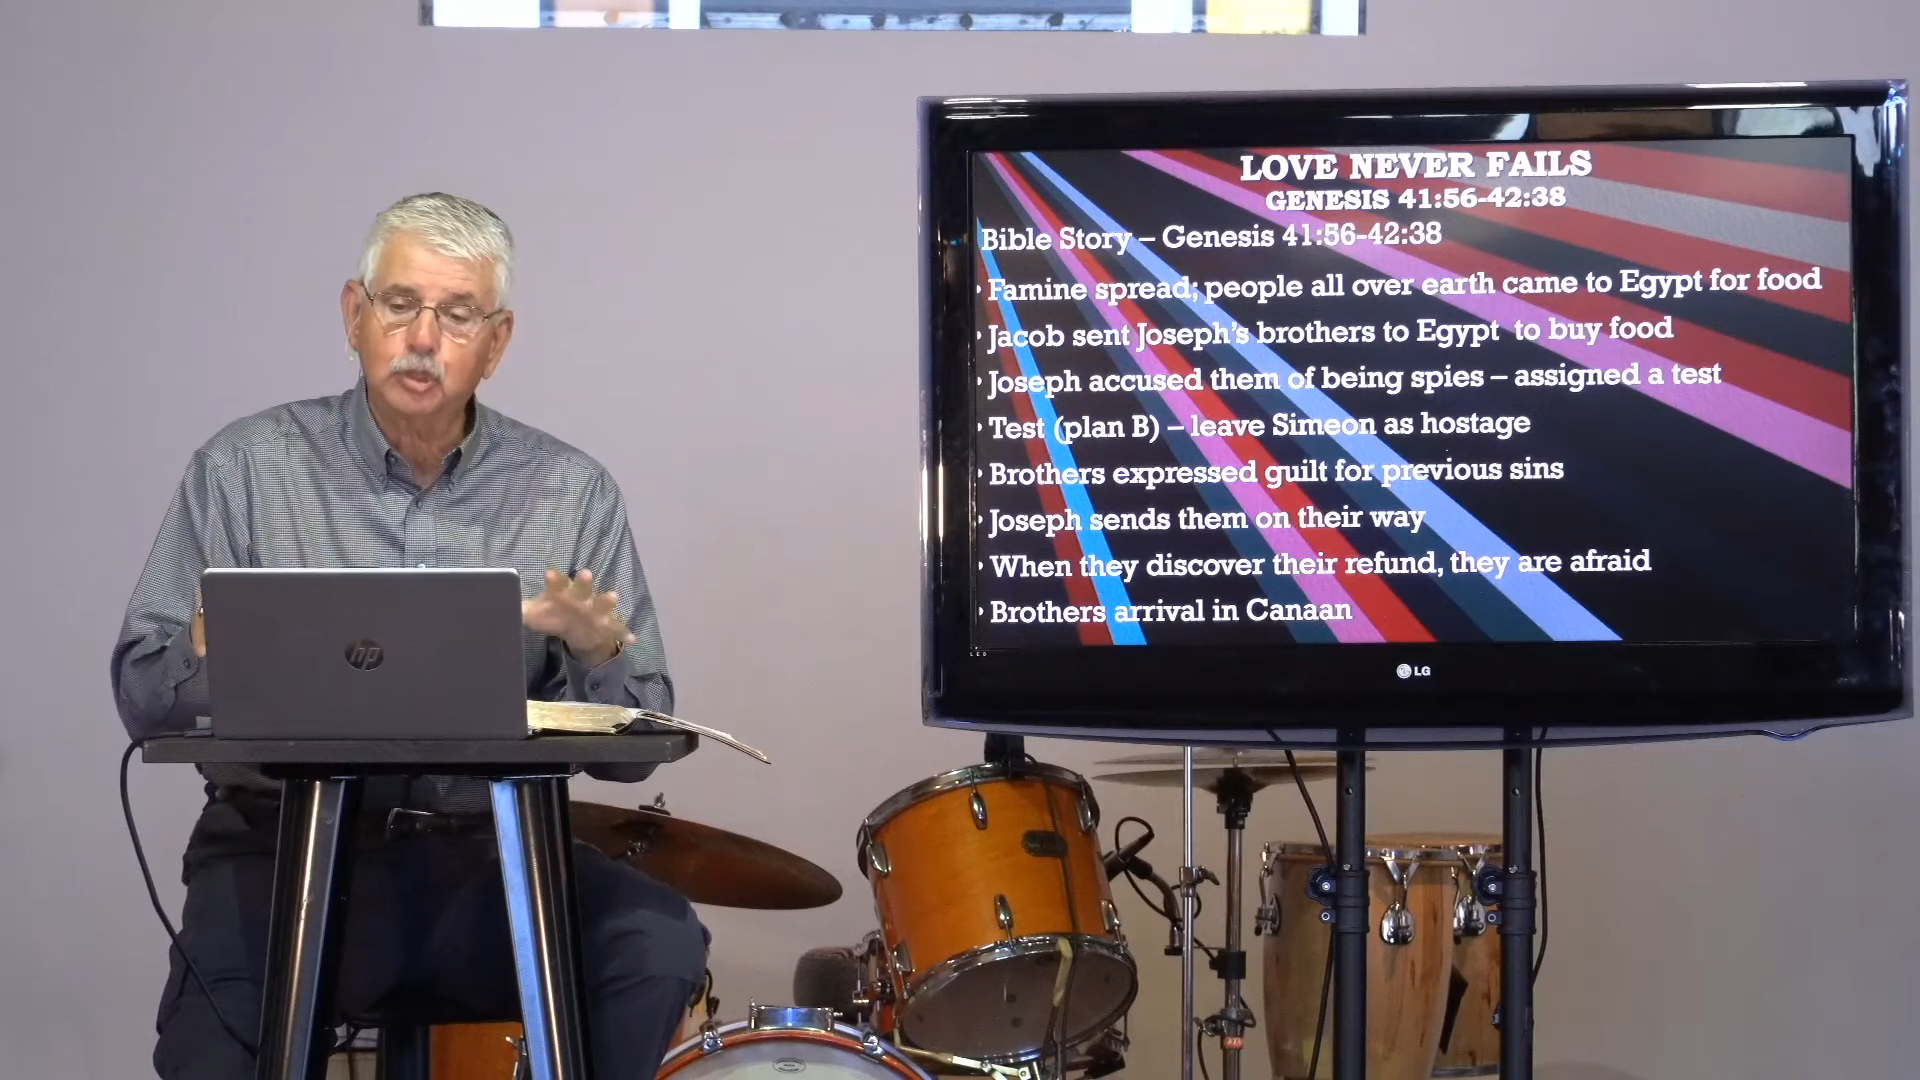 LOVE NEVER FAILS
GENESIS 41:56-42:38
Bible Story – Genesis 41:56-42:38
• Famine spread; people all over earth came to Egypt for food
• Jacob sent Joseph's brothers to Egypt to buy food
• Joseph accused them of being spies – assigned a test
• Test (plan B) – leave Simeon as hostage
• Brothers expressed guilt for previous sins
• Joseph sends them on their way
• When they discover their refund, they are afraid
• Brothers arrival in Canaan
LED
LG
hp